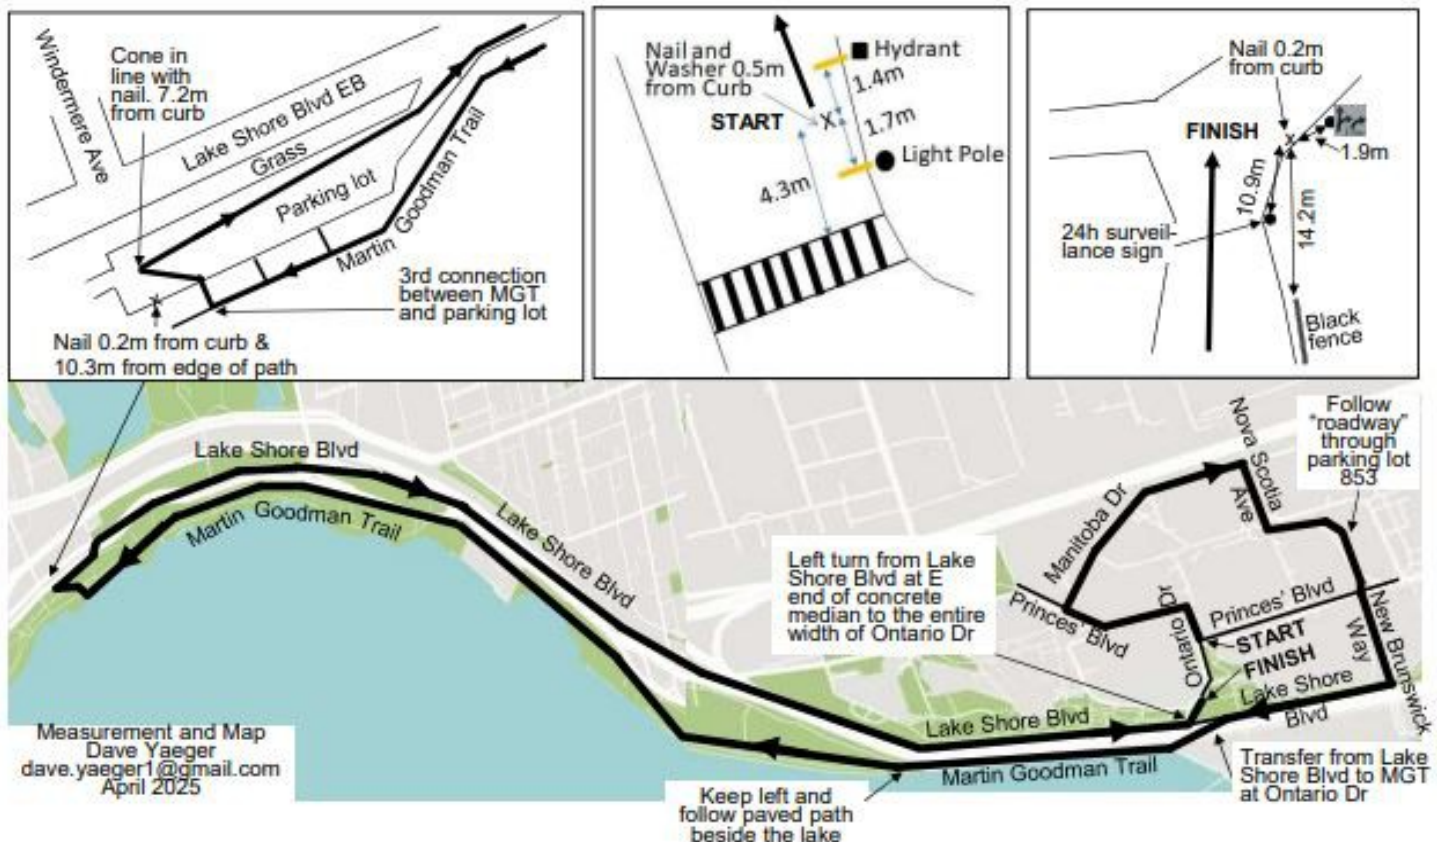 Windermere Ave
Cone in
line with
nail. 7.2m
from curb
Lake Shore Blvd EB
Grass
Parking lot
Martin Goodman Trail
3rd connection
between MGT
and parking lot
X
Nail 0.2m from curb &
10.3m from edge of path
Nail and
Washer 0.5m
from Curb
START
X
Hydrant
1.4m
1.7m
Light Pole
4.3m
Nail 0.2m
from curb
FINISH
X
1.9m
10.9m
14.2m
24h surveil-
lance sign
Black
fence
Lake Shore Blvd
Martin Goodman Trail
Lake Shore Blvd
Left turn from Lake
Shore Blvd at E
end of concrete
median to the entire
width of Ontario Dr
Manitoba Dr
Nova Scotia
Ave
Follow
"roadway"
through
parking lot
853
Princes' Blvd
Ontario Dr
Princes' Blvd
START
FINISH
New Brunswick
Way
Lake Shore
Blvd
Lake Shore Blvd
Martin Goodman Trail
Transfer from Lake
Shore Blvd to MGT
at Ontario Dr
Keep left and
follow paved path
beside the lake
Measurement and Map
Dave Yaeger
dave.yaeger1@gmail.com
April 2025